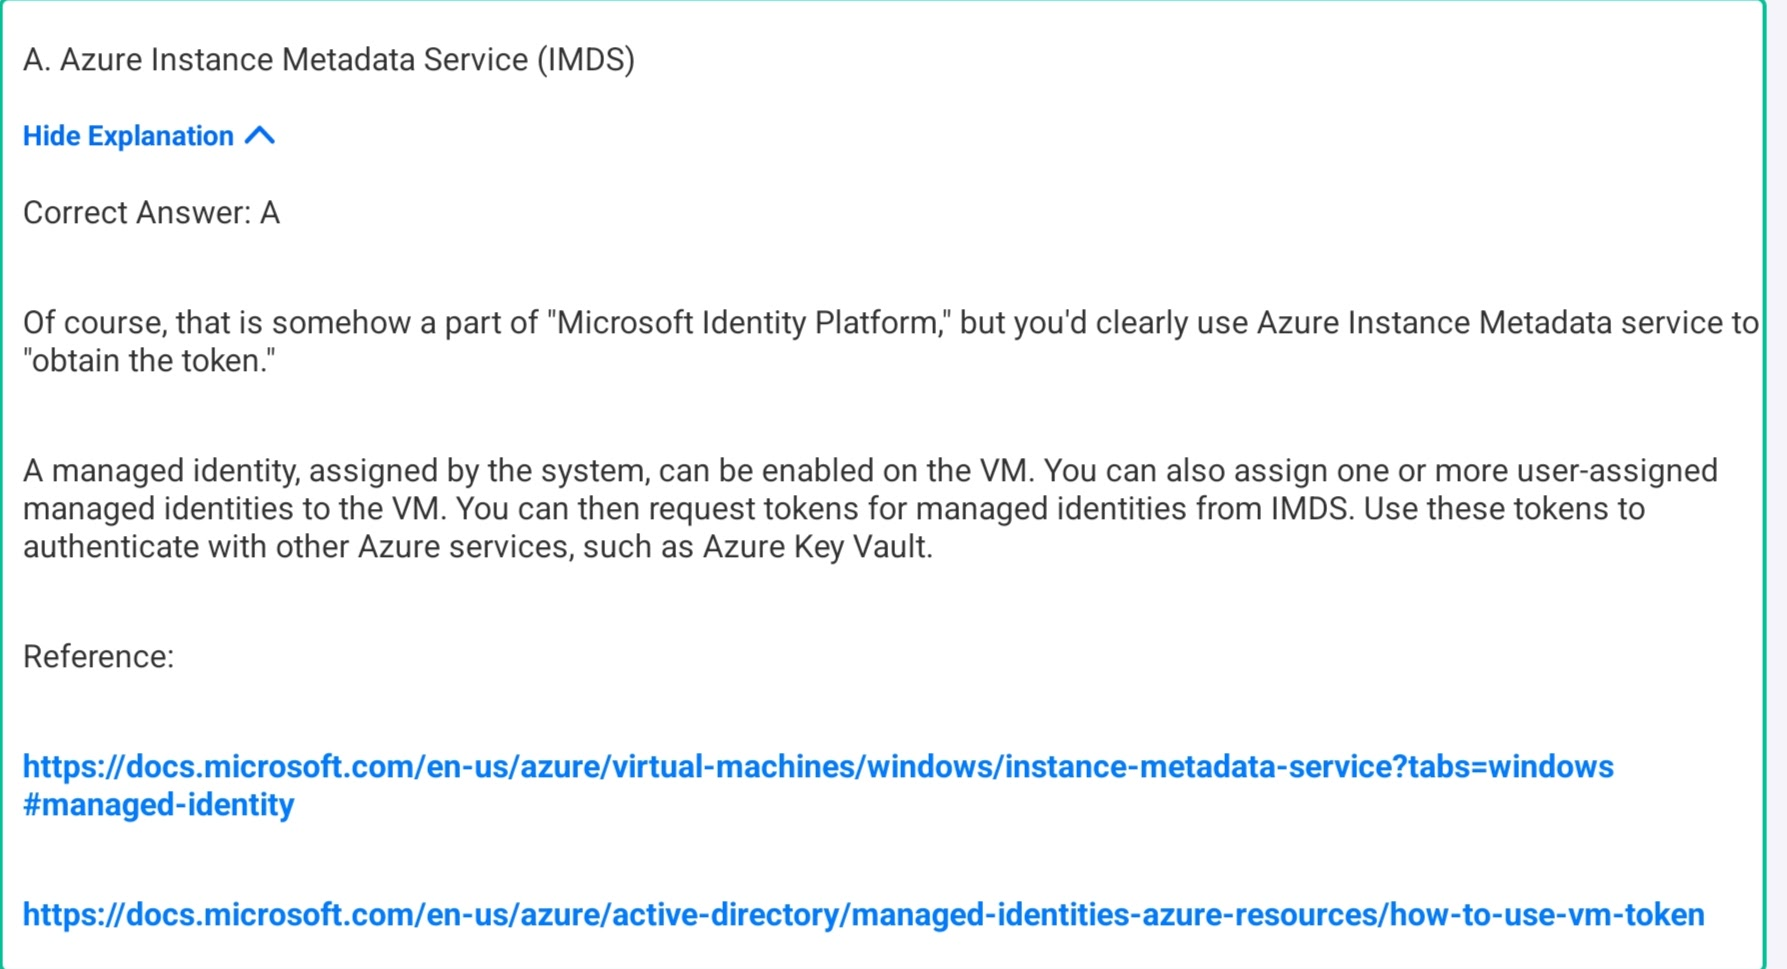 A. Azure Instance Metadata Service (IMDS)
Hide Explanation
Correct Answer: A
Of course, that is somehow a part of "Microsoft Identity Platform," but you'd clearly use Azure Instance Metadata service to
"obtain the token."
A managed identity, assigned by the system, can be enabled on the VM. You can also assign one or more user-assigned
managed identities to the VM. You can then request tokens for managed identities from IMDS. Use these tokens to
authenticate with other Azure services, such as Azure Key Vault.
Reference:
https://docs.microsoft.com/en-us/azure/virtual-machines/windows/instance-metadata-service?tabs=windows
#managed-identity
https://docs.microsoft.com/en-us/azure/active-directory/managed-identities-azure-resources/how-to-use-vm-token